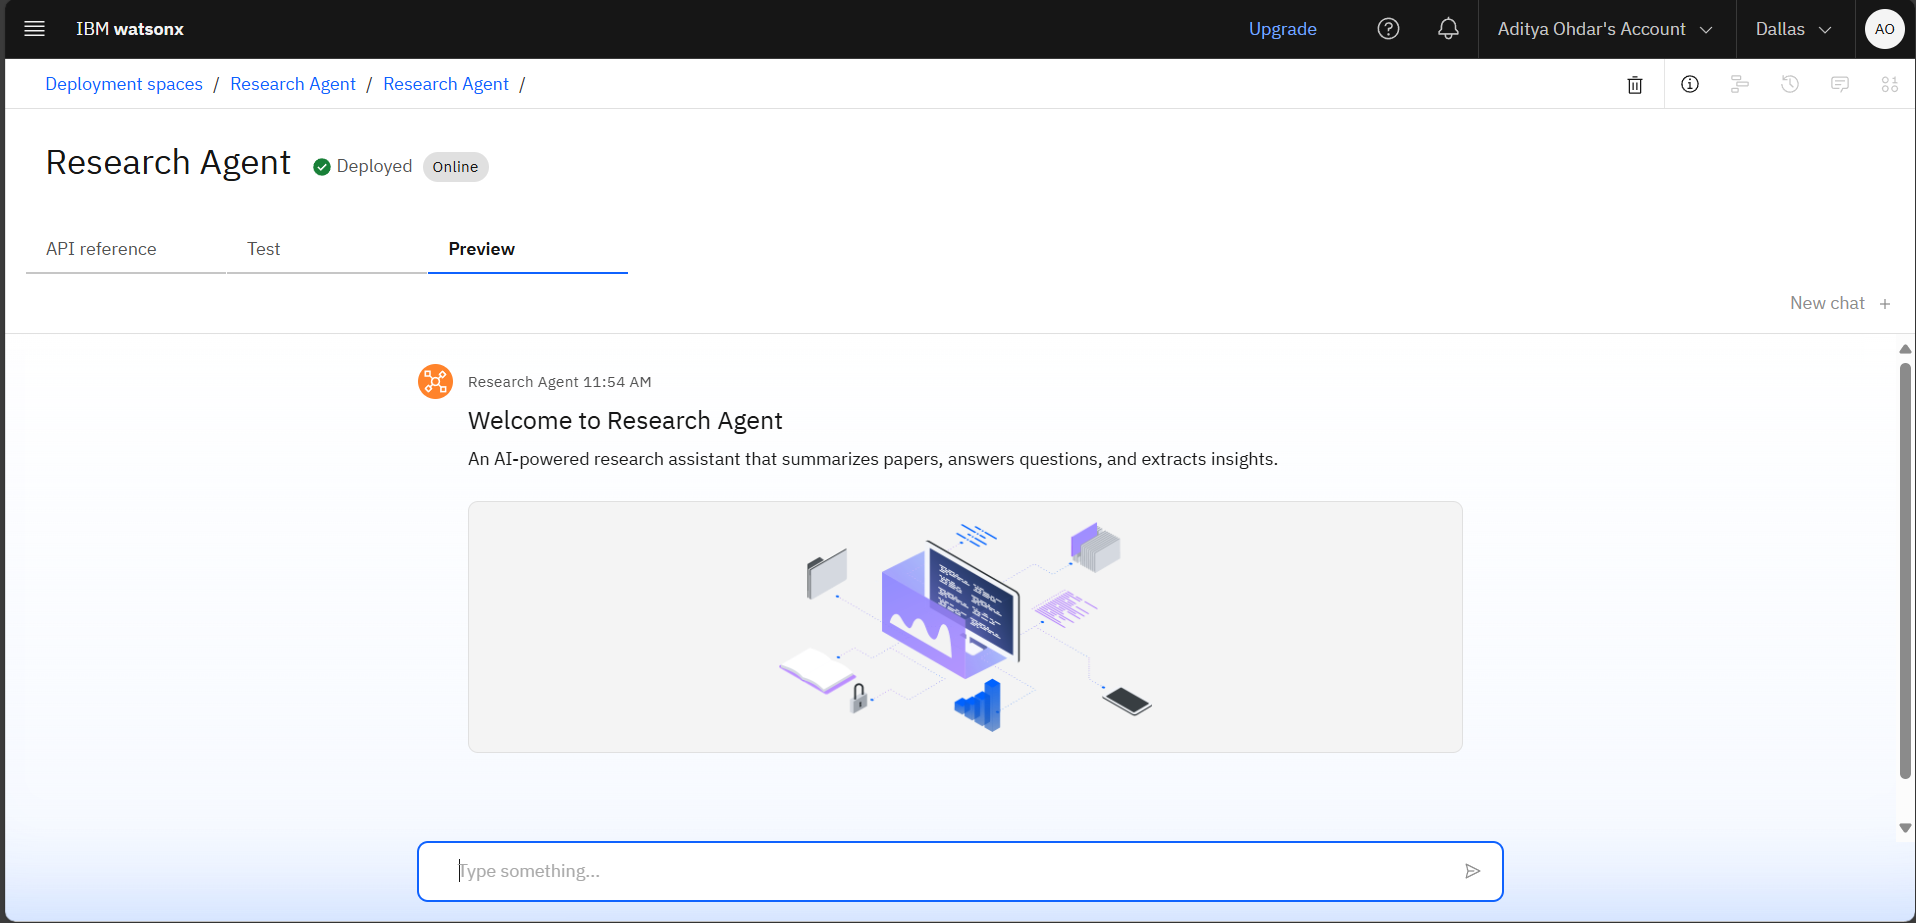 IBM watsonx
Upgrade
Aditya Ohdar's Account
Dallas
AO
Deployment spaces / Research Agent / Research Agent /
Research Agent
Deployed
Online
API reference
Test
Preview
New chat +
Research Agent 11:54 AM
Welcome to Research Agent
An AI-powered research assistant that summarizes papers, answers questions, and extracts insights.
Type something...